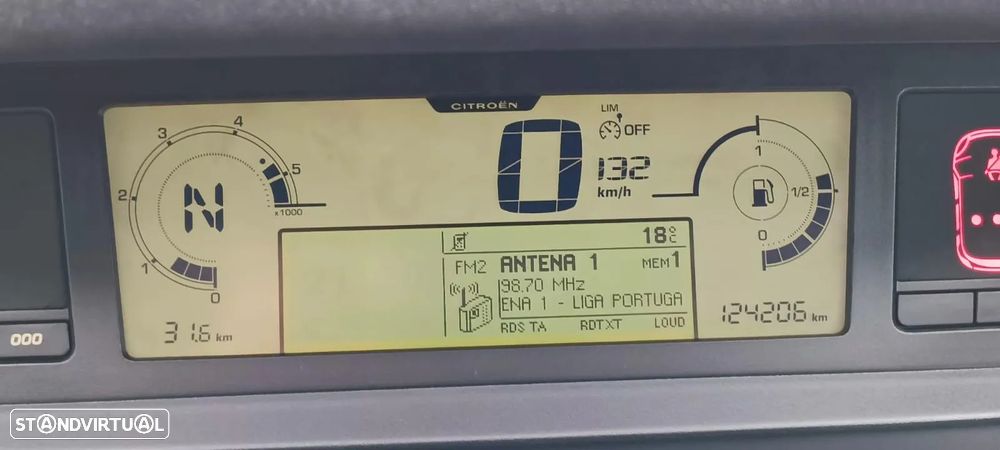 CITROËN
3 4
2 5
1 x1000
0
N
31.6 km
000
0
LIM
OFF
132
km/h
1
1/2
0
18°C
FM2 ANTENA 1 MEM1
98.70 MHz
ENA 1 - LIGA PORTUGA
RDS TA RDTXT LOUD
124206 km
STANDVIRTUAL